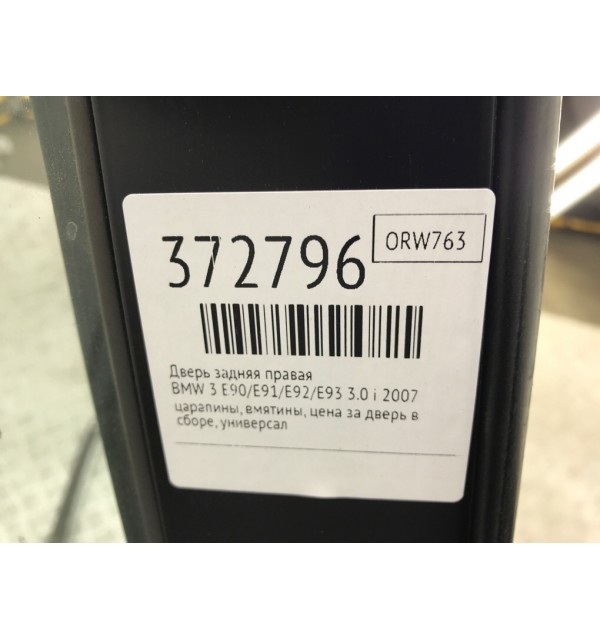 372796
ORW763
Дверь задняя правая
BMW 3 E90/E91/E92/E93 3.0 i 2007
царапины, вмятины, цена за дверь в
сборе, универсал